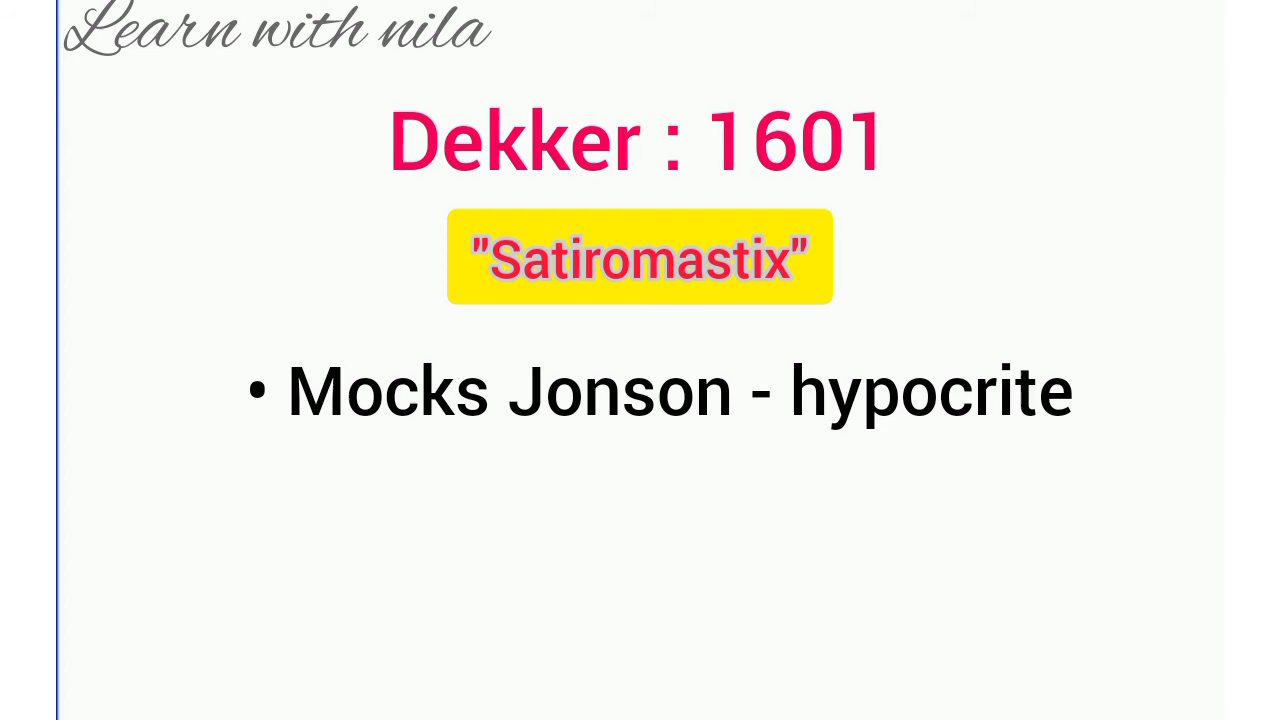 Learn with nila
Dekker : 1601
"Satiromastix"
• Mocks Jonson - hypocrite